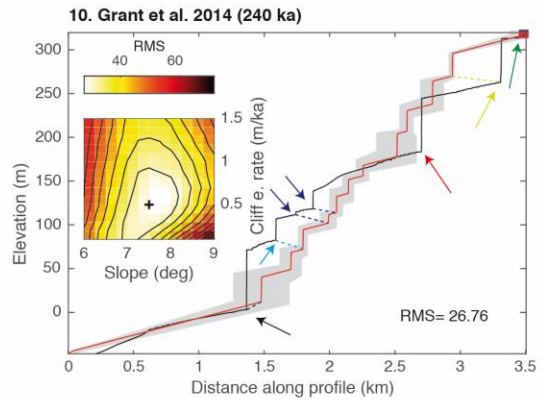 10. Grant et al. 2014 (240 ka)
RMS
40 60
300
250
200
150
100
50
0
Elevation (m)
1.5
1
0.5
Cliff e. rate (m/ka)
6 7 8 9
Slope (deg)
RMS= 26.76
0 0.5 1 1.5 2 2.5 3 3.5
Distance along profile (km)